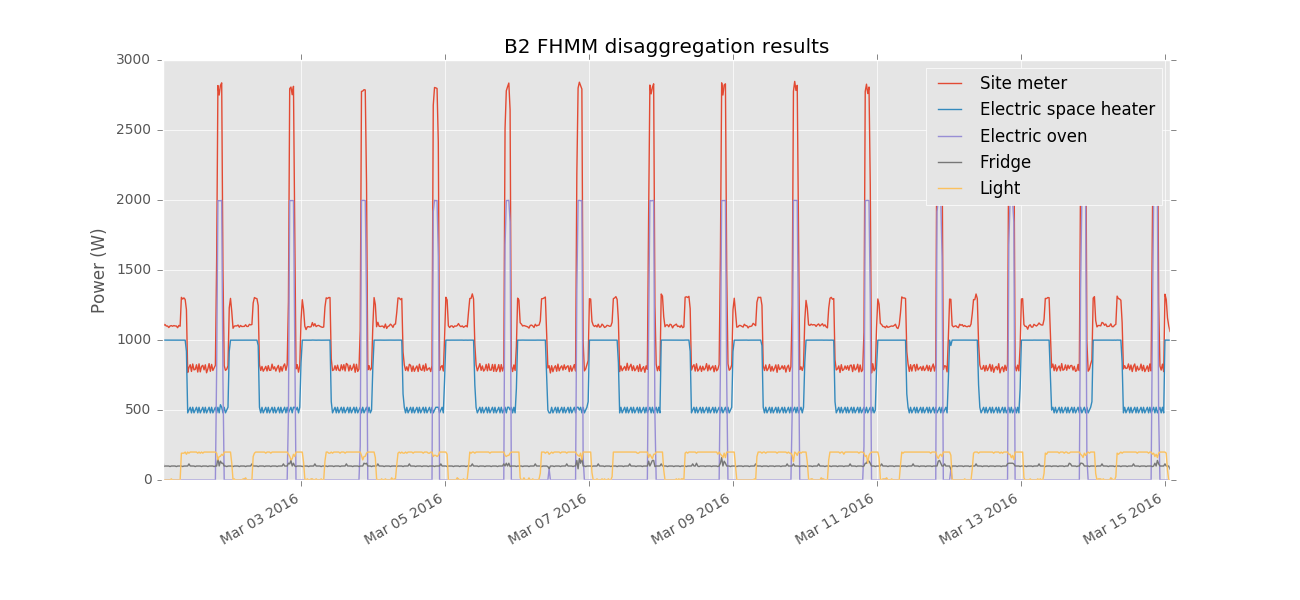 B2 FHMM disaggregation results
3000
2500
2000
1500
1000
500
0
Power (W)
Site meter
Electric space heater
Electric oven
Fridge
Light
Mar 03 2016
Mar 05 2016
Mar 07 2016
Mar 09 2016
Mar 11 2016
Mar 13 2016
Mar 15 2016